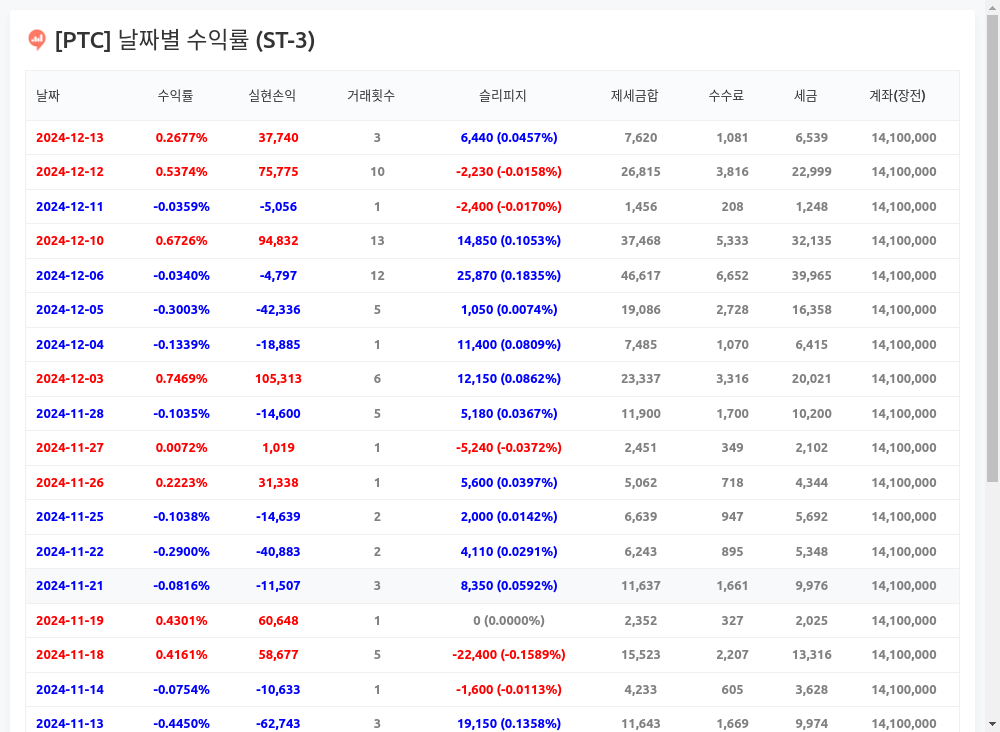 [PTC] 날짜별 수익률 (ST-3)
날짜 수익률 실현손익 거래횟수 슬리피지 제세금합 수수료 세금 계좌(장전)
2024-12-13 0.2677% 37,740 3 6,440 (0.0457%) 7,620 1,081 6,539 14,100,000
2024-12-12 0.5374% 75,775 10 -2,230 (-0.0158%) 26,815 3,816 22,999 14,100,000
2024-12-11 -0.0359% -5,056 1 -2,400 (-0.0170%) 1,456 208 1,248 14,100,000
2024-12-10 0.6726% 94,832 13 14,850 (0.1053%) 37,468 5,333 32,135 14,100,000
2024-12-06 -0.0340% -4,797 12 25,870 (0.1835%) 46,617 6,652 39,965 14,100,000
2024-12-05 -0.3003% -42,336 5 1,050 (0.0074%) 19,086 2,728 16,358 14,100,000
2024-12-04 -0.1339% -18,885 1 11,400 (0.0809%) 7,485 1,070 6,415 14,100,000
2024-12-03 0.7469% 105,313 6 12,150 (0.0862%) 23,337 3,316 20,021 14,100,000
2024-11-28 -0.1035% -14,600 5 5,180 (0.0367%) 11,900 1,700 10,200 14,100,000
2024-11-27 0.0072% 1,019 1 -5,240 (-0.0372%) 2,451 349 2,102 14,100,000
2024-11-26 0.2223% 31,338 1 5,600 (0.0397%) 5,062 718 4,344 14,100,000
2024-11-25 -0.1038% -14,639 2 2,000 (0.0142%) 6,639 947 5,692 14,100,000
2024-11-22 -0.2900% -40,883 2 4,110 (0.0291%) 6,243 895 5,348 14,100,000
2024-11-21 -0.0816% -11,507 3 8,350 (0.0592%) 11,637 1,661 9,976 14,100,000
2024-11-19 0.4301% 60,648 1 0 (0.0000%) 2,352 327 2,025 14,100,000
2024-11-18 0.4161% 58,677 5 -22,400 (-0.1589%) 15,523 2,207 13,316 14,100,000
2024-11-14 -0.0754% -10,633 1 -1,600 (-0.0113%) 4,233 605 3,628 14,100,000
2024-11-13 -0.4450% -62,743 3 19,150 (0.1358%) 11,643 1,669 9,974 14,100,000